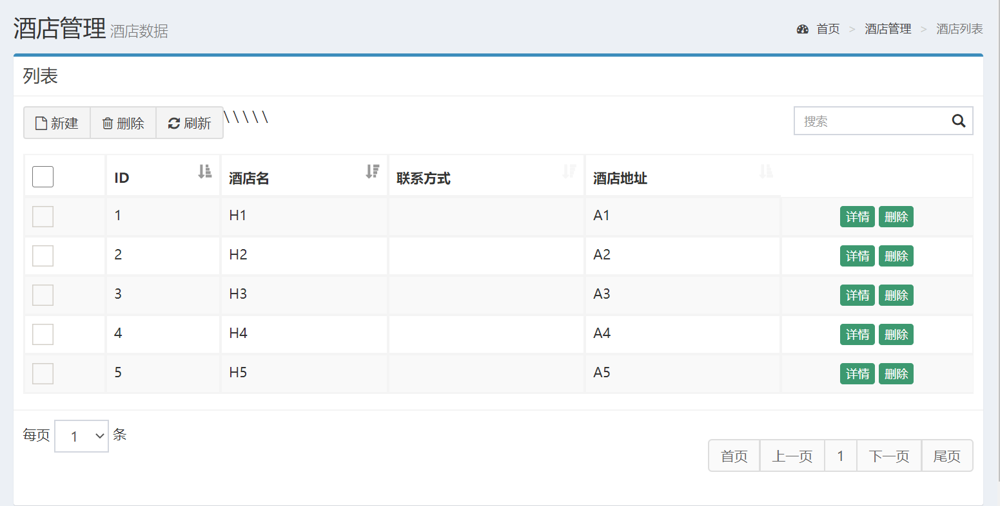 酒店管理 酒店数据
首页 > 酒店管理 > 酒店列表
列表
新建 删除 刷新 \ \ \ \ \
搜索
ID 酒店名 联系方式 酒店地址
1 H1 A1 详情 删除
2 H2 A2 详情 删除
3 H3 A3 详情 删除
4 H4 A4 详情 删除
5 H5 A5 详情 删除
每页 1 条
首页 上一页 1 下一页 尾页